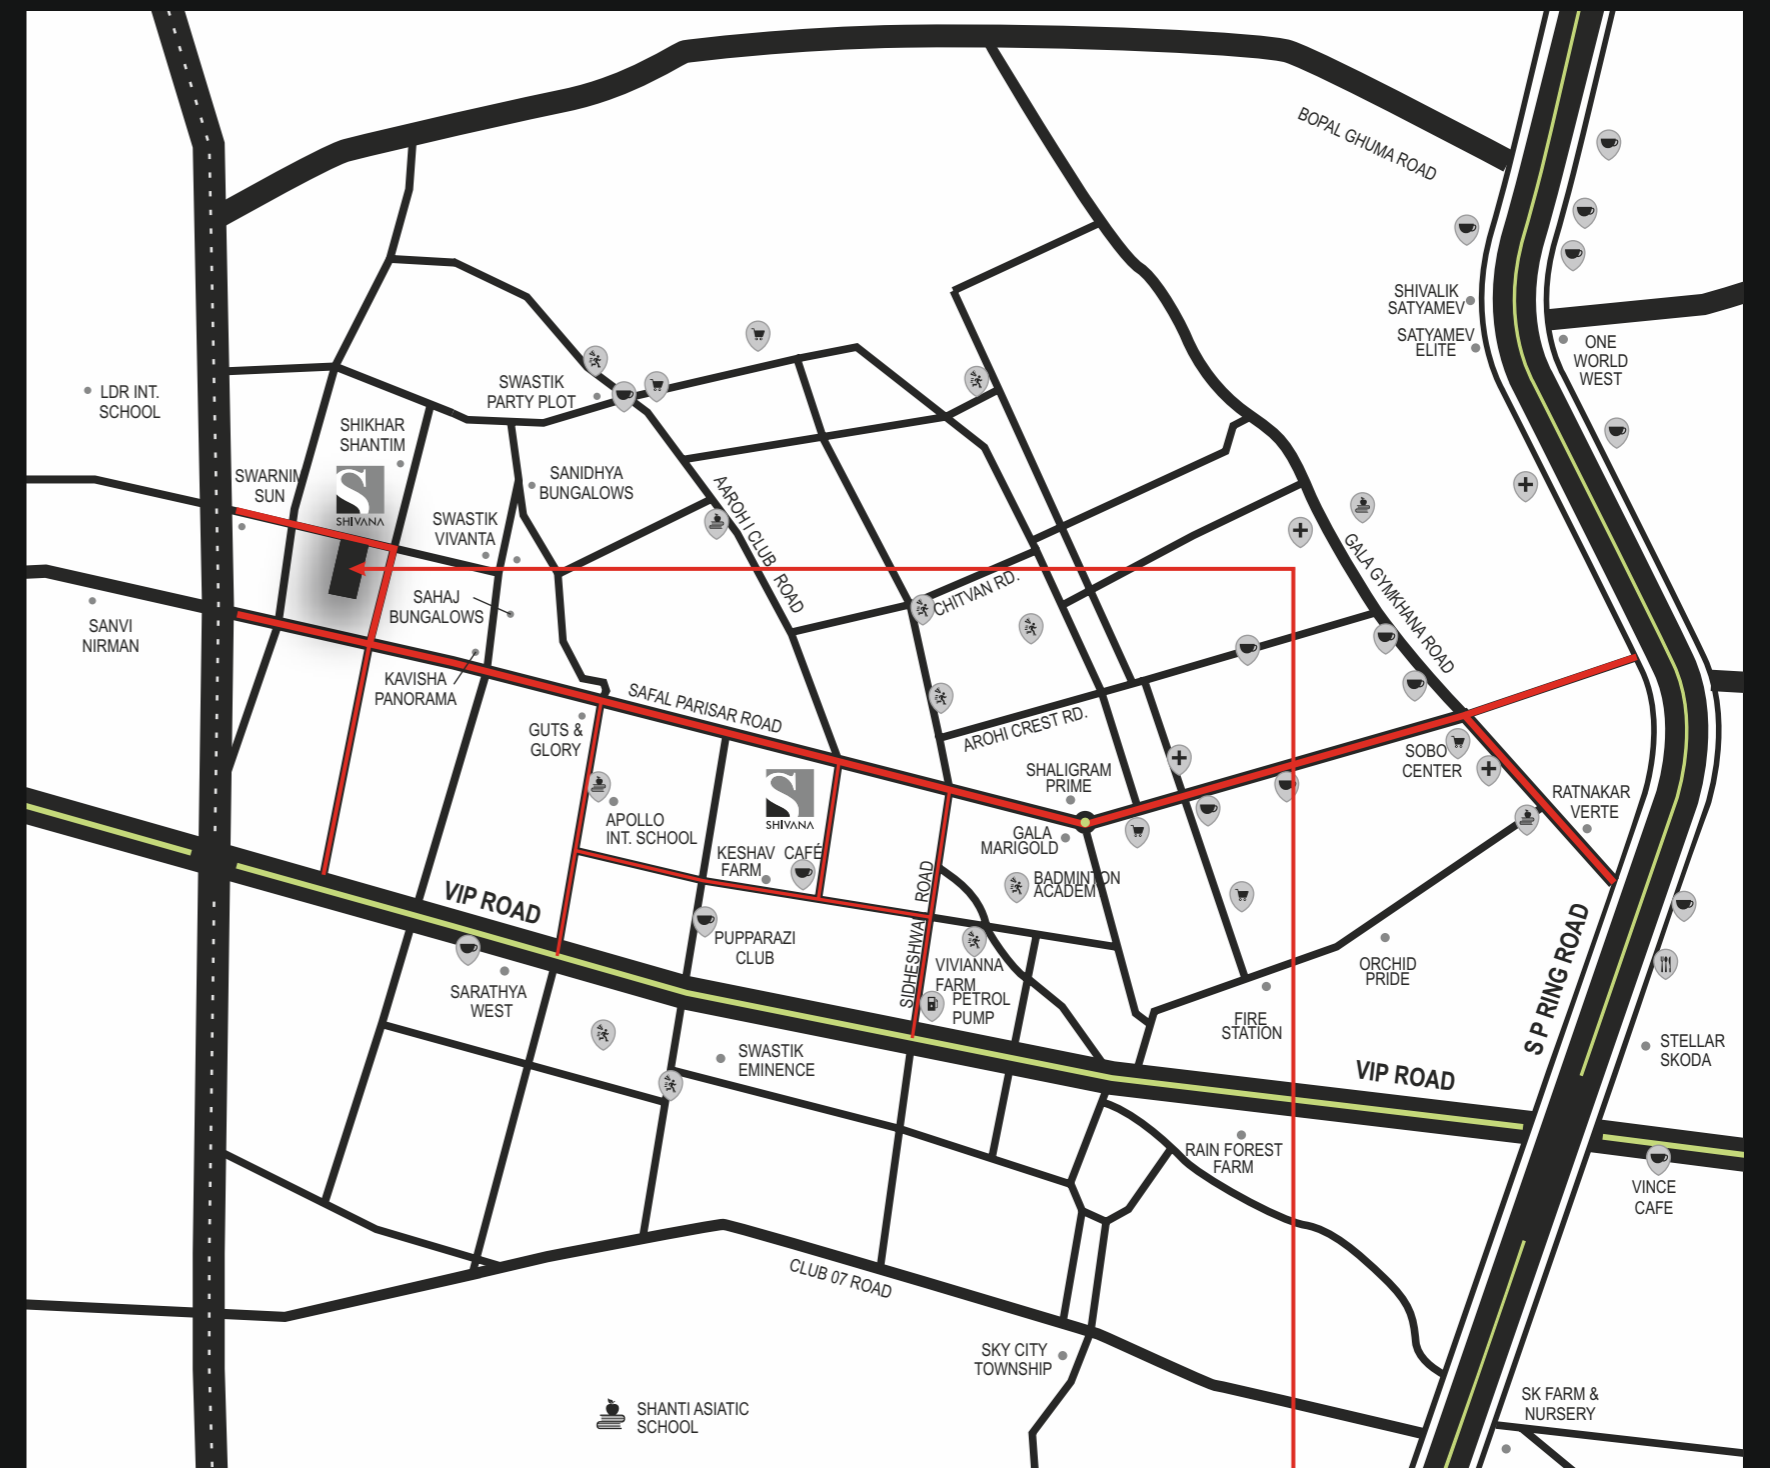 BOPAL GHUMA ROAD
SHIVALIK
SATYAMEV
SATYAMEV
ELITE
ONE
WORLD
WEST
LDR INT.
SCHOOL
SWASTIK
PARTY PLOT
SHIKHAR
SHANTIM
SWARNIM
SUN
S
SHIVANA
SANIDHYA
BUNGALOWS
SWASTIK
VIVANTA
AAROHI CLUB ROAD
GALA GYMKHANA ROAD
CHITVAN RD.
SAHAJ
BUNGALOWS
SANVI
NIRMAN
KAVISHA
PANORAMA
SAFAL PARISAR ROAD
AROHI CREST RD.
GUTS &
GLORY
SHALIGRAM
PRIME
SOBO
CENTER
RATNAKAR
VERTE
S
SHIVANA
APOLLO
INT. SCHOOL
GALA
MARIGOLD
KESHAV
FARM
CAFÉ
BADMINTON
ACADEM
VIP ROAD
SIDHESHWAL ROAD
PUPPARAZI
CLUB
VIVIANNA
FARM
PETROL
PUMP
SARATHYA
WEST
ORCHID
PRIDE
S P RING ROAD
FIRE
STATION
STELLAR
SKODA
SWASTIK
EMINENCE
VIP ROAD
RAIN FOREST
FARM
VINCE
CAFE
CLUB 07 ROAD
SKY CITY
TOWNSHIP
SK FARM &
NURSERY
SHANTI ASIATIC
SCHOOL